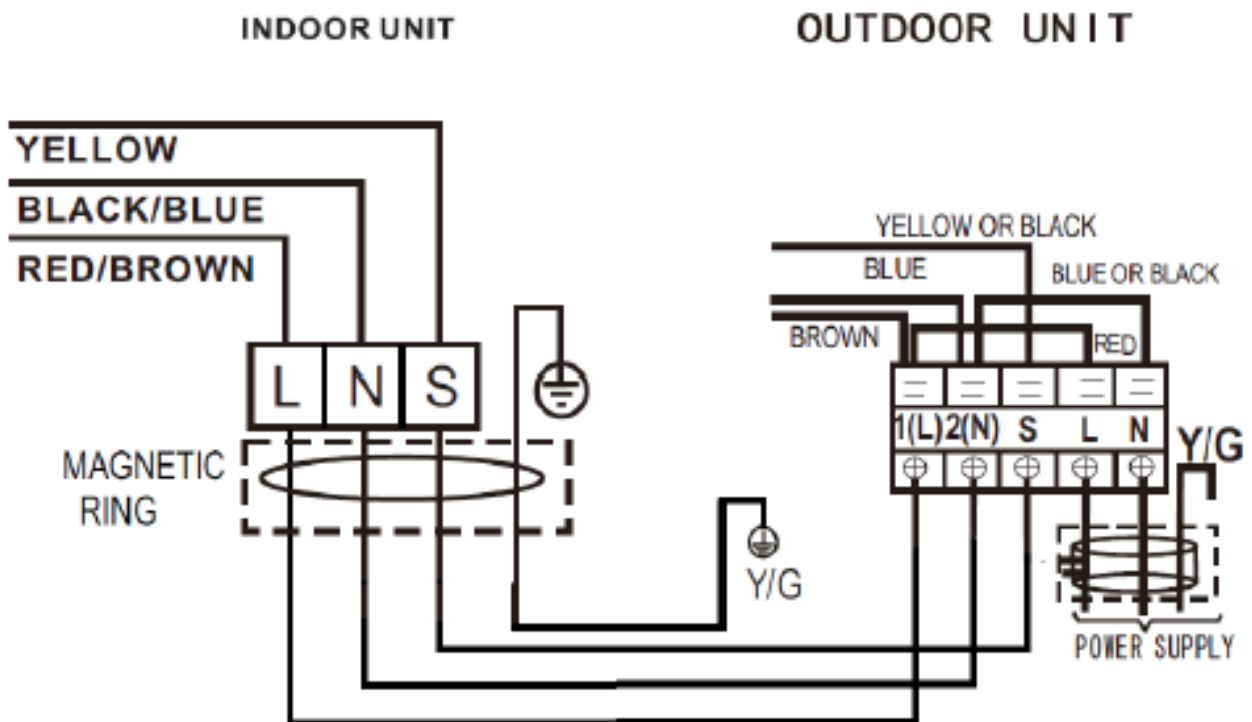 INDOOR UNIT
OUTDOOR UNIT
YELLOW
BLACK/BLUE
RED/BROWN
YELLOW OR BLACK
BLUE
BLUE OR BLACK
BROWN
RED
L N S
1(L) 2(N) S L N
Y/G
MAGNETIC
RING
Y/G
POWER SUPPLY